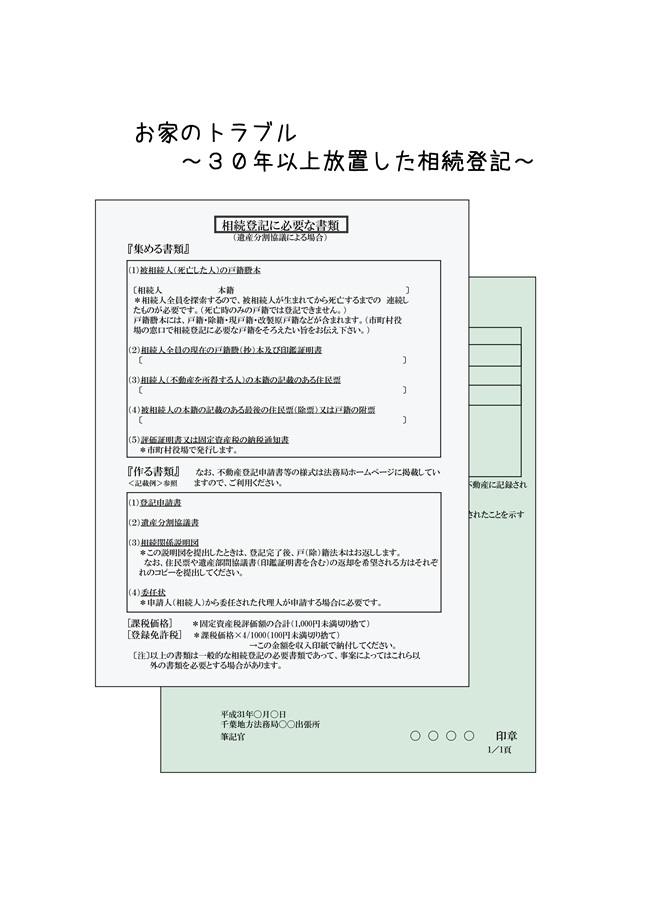 お家のトラブル
～３０年以上放置した相続登記～
相続登記に必要な書類
（遺産分割協議による場合）
『集める書類』
(1)被相続人（死亡した人）の戸籍謄本
〔相続人　　　　　　本籍　　　　　　　　　　　　　　　　〕
＊相続人全員を探索するので、被相続人が生まれてから死亡するまでの 連続し
たものが必要です。（死亡時のみの戸籍では登記できません。）
戸籍謄本には、戸籍・除籍・現戸籍・改製原戸籍などが含まれます。（市町村役
場の窓口で相続登記に必要な戸籍をそろえたい旨をお伝え下さい。）
(2)相続人全員の現在の戸籍謄（抄）本及び印鑑証明書
〔　　　　　　　　　　　　　　　　　　　　　　　　〕
(3)相続人（不動産を所得する人）の本籍の記載のある住民票
〔　　　　　　　　　　　　　　　　　　　　　　　　〕
(4)被相続人の本籍の記載のある最後の住民票（除票）又は戸籍の附票
〔　　　　　　　　　　　　　　　　　　　　　　　　〕
(5)評価証明書又は固定資産税の納税通知書
＊市町村役場で発行します。
『作る書類』　なお、不動産登記申請書等の様式は法務局ホームページに掲載してい
＜記載例＞参照　ますので、ご利用ください。
(1)登記申請書
(2)遺産分割協議書
(3)相続関係説明図
＊この説明図を提出したときは、登記完了後、戸（除）籍法本はお返しします。
なお、住民票や遺産部間協議書（印鑑証明書を含む）の返却を希望される方はそれぞ
れのコピーを提出してください。
(4)委任状
＊申請人（相続人）から委任された代理人が申請する場合に必要です。
［課税価格］　＊固定資産税評価額の合計（1,000円未満切り捨て）
［登録免許税］　＊課税価格×4/1000（100円未満切り捨て）
→この金額を収入印紙で納付してください。
〔注〕以上の書類は一般的な相続登記の必要書類であって、事案によってはこれら以
外の書類を必要とする場合があります。
不動産に記録され
されたことを示す
平成31年〇月〇日
千葉地方法務局〇〇出張所
筆記官　　　　　　〇 〇 〇 〇　印章
1／1頁